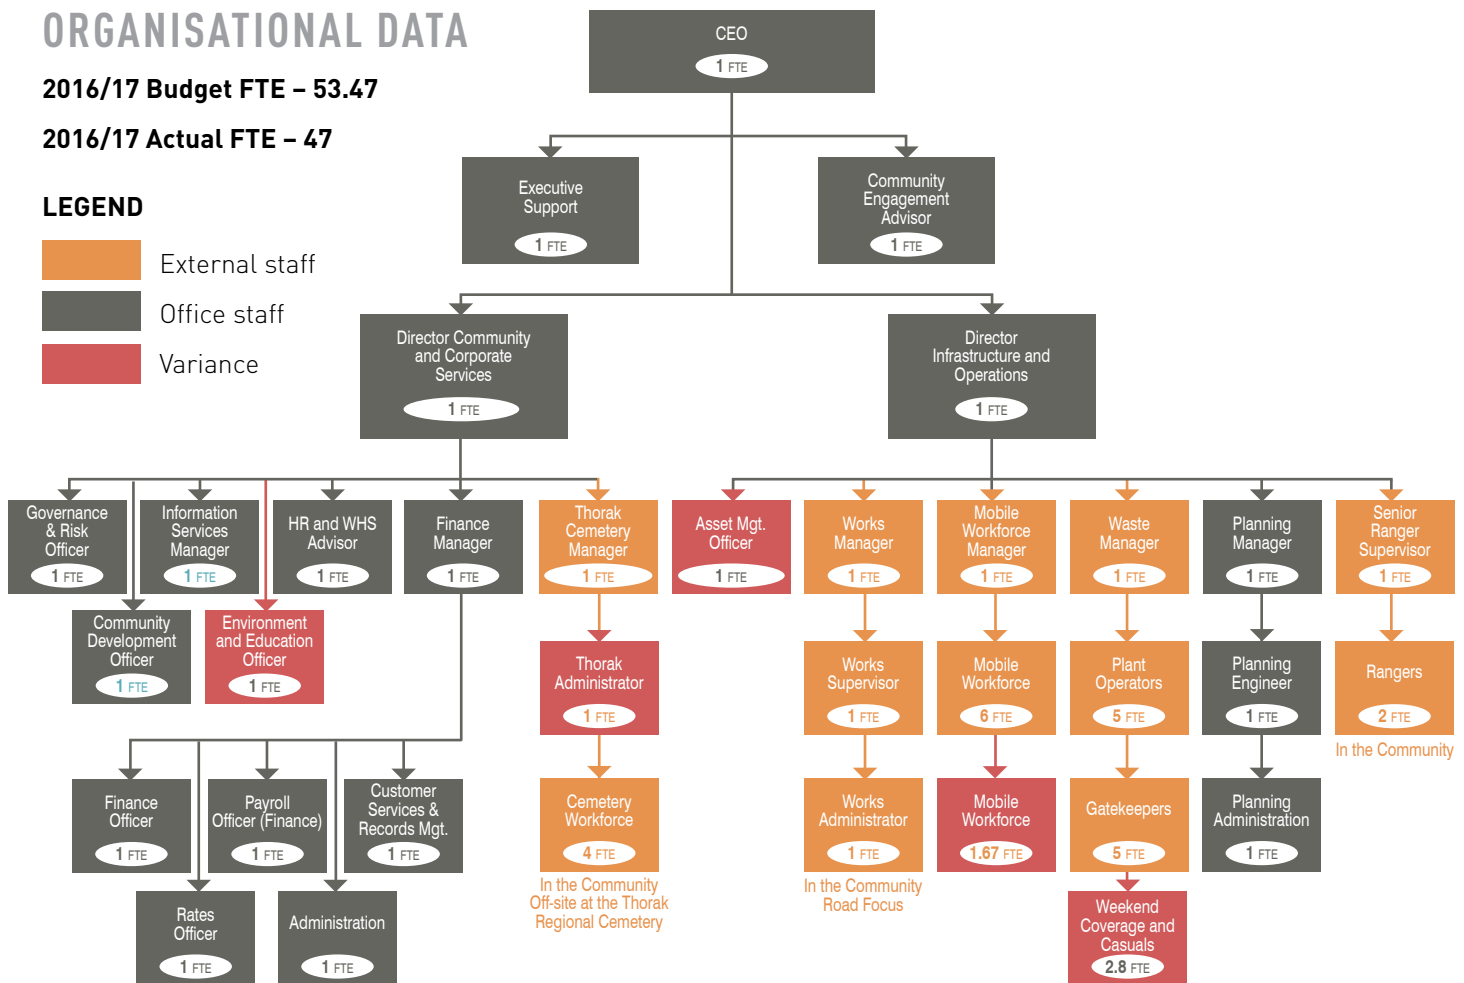 ORGANISATIONAL DATA
2016/17 Budget FTE – 53.47
2016/17 Actual FTE – 47
LEGEND
External staff
Office staff
Variance
CEO
1 FTE
Executive
Support
1 FTE
Community
Engagement
Advisor
1 FTE
Director Community
and Corporate
Services
1 FTE
Director
Infrastructure and
Operations
1 FTE
Governance
& Risk
Officer
1 FTE
Information
Services
Manager
1 FTE
HR and WHS
Advisor
1 FTE
Finance
Manager
1 FTE
Thorak
Cemetery
Manager
1 FTE
Asset Mgt.
Officer
1 FTE
Works
Manager
1 FTE
Mobile
Workforce
Manager
1 FTE
Waste
Manager
1 FTE
Planning
Manager
1 FTE
Senior
Ranger
Supervisor
1 FTE
Community
Development
Officer
1 FTE
Environment
and Education
Officer
1 FTE
Thorak
Administrator
1 FTE
Works
Supervisor
1 FTE
Mobile
Workforce
6 FTE
Plant
Operators
5 FTE
Planning
Engineer
1 FTE
Rangers
2 FTE
In the Community
Finance
Officer
1 FTE
Payroll
Officer (Finance)
1 FTE
Customer
Services &
Records Mgt.
1 FTE
Cemetery
Workforce
4 FTE
In the Community
Off-site at the Thorak
Regional Cemetery
Works
Administrator
1 FTE
In the Community
Road Focus
Mobile
Workforce
1.67 FTE
Gatekeepers
5 FTE
Planning
Administration
1 FTE
Rates
Officer
1 FTE
Administration
1 FTE
Weekend
Coverage and
Casuals
2.8 FTE